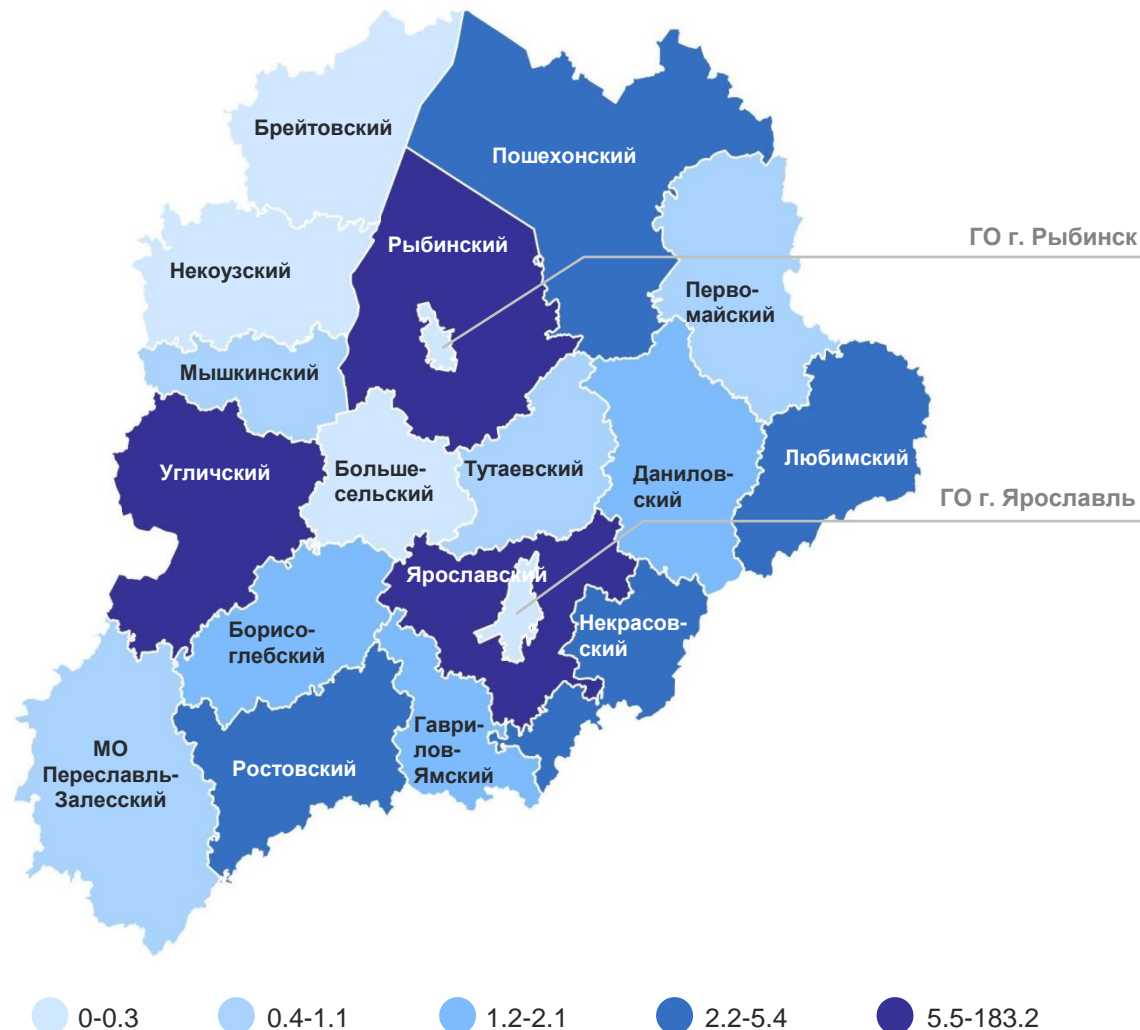 Брейтовский
Пошехонский
ГО г. Рыбинск
Рыбинский
Некоузский
Перво-
майский
Мышкинский
Угличский
Больше-
сельский
Тутаевский
Данилов-
ский
Любимский
ГО г. Ярославль
Ярославский
Борисо-
глебский
Некрасов-
ский
Гаври-
лов-
Ямский
МО
Переславль-
Залесский
Ростовский
0-0.3
0.4-1.1
1.2-2.1
2.2-5.4
5.5-183.2